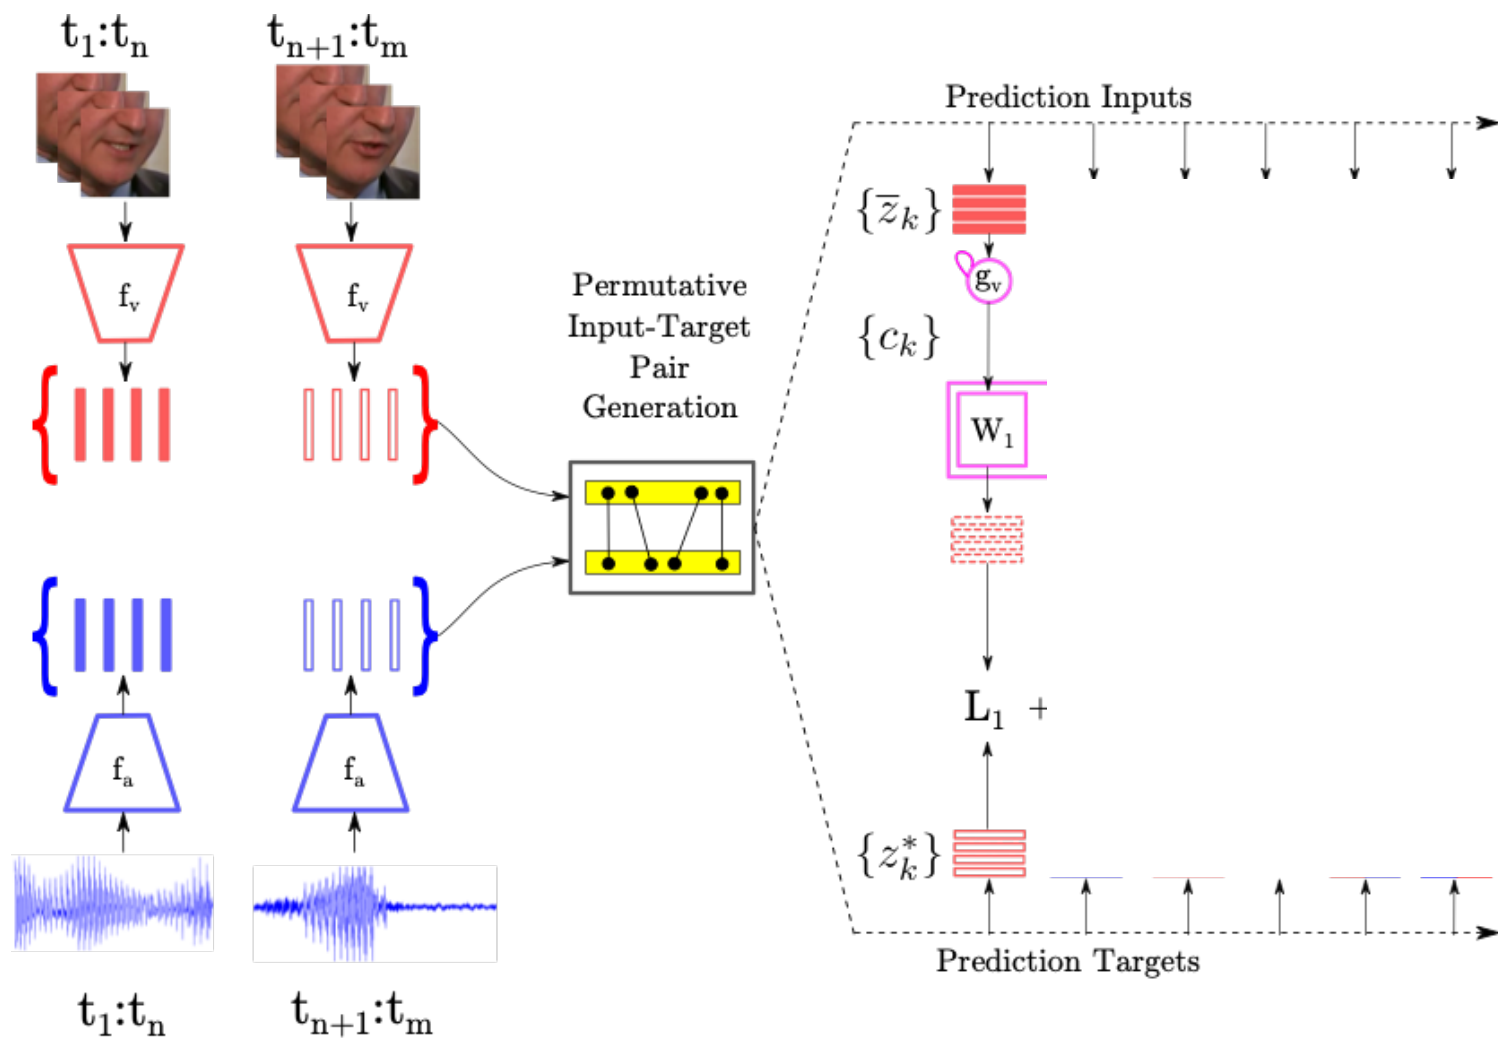 t₁:tₙ
tₙ₊₁:tₘ
Prediction Inputs
{z̅ₖ}
fᵥ
fᵥ
gᵥ
Permutative
Input-Target
Pair
Generation
{cₖ}
W₁
L₁ +
fₐ
fₐ
{z*ₖ}
Prediction Targets
t₁:tₙ
tₙ₊₁:tₘ